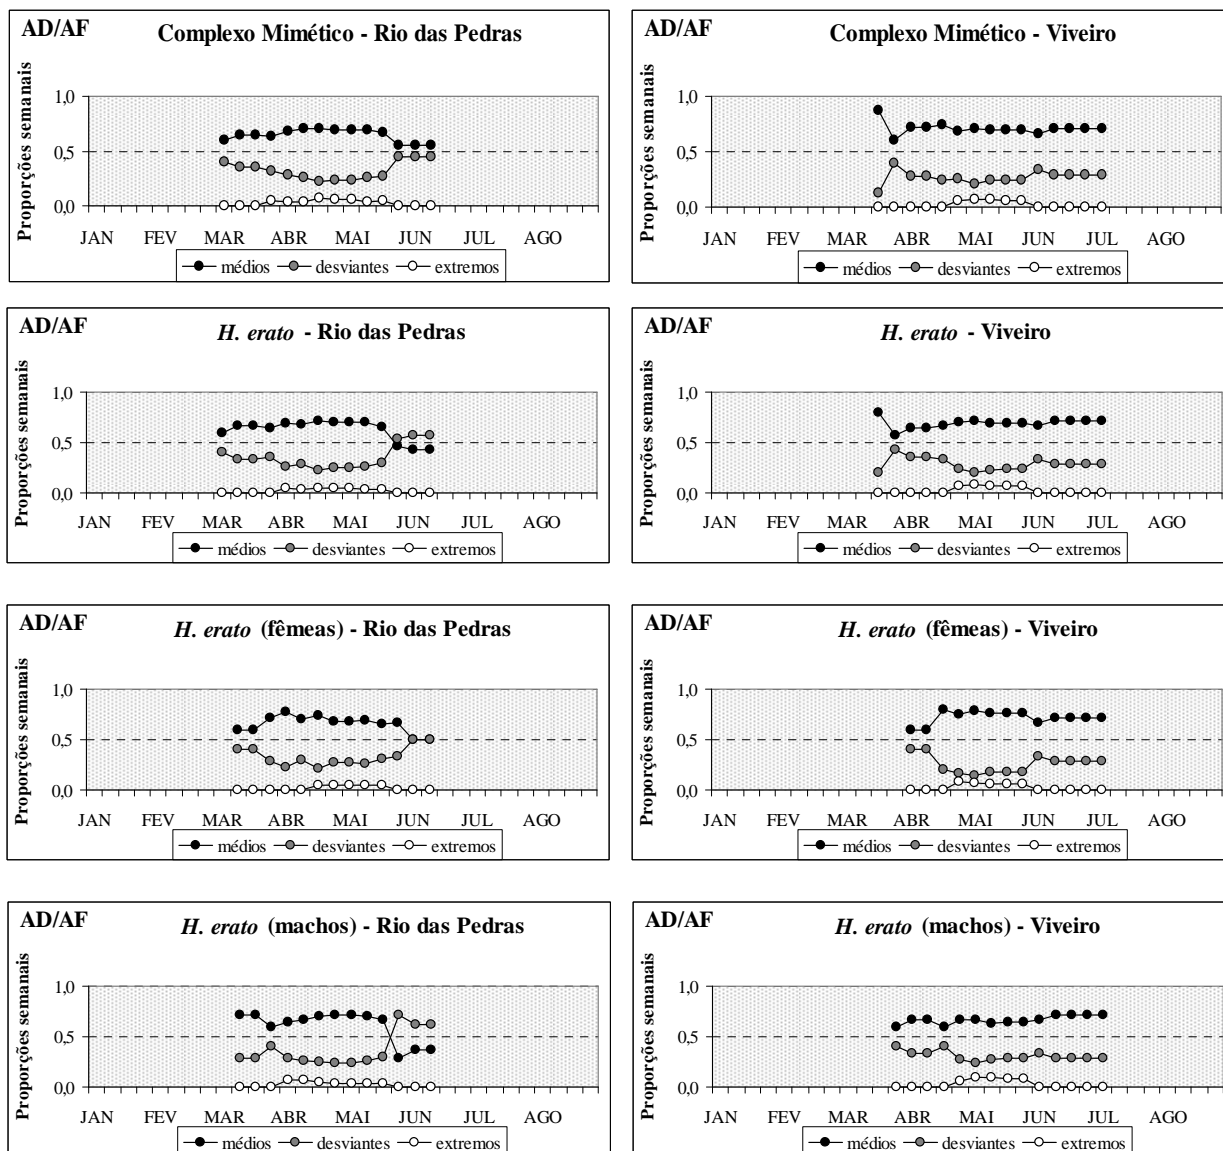 AD/AF Complexo Mimético - Rio das Pedras
Proporções semanais
1,0
0,5
0,0
JAN FEV MAR ABR MAI JUN JUL AGO
médios desviantes extremos
AD/AF Complexo Mimético - Viveiro
Proporções semanais
1,0
0,5
0,0
JAN FEV MAR ABR MAI JUN JUL AGO
médios desviantes extremos
AD/AF H. erato - Rio das Pedras
Proporções semanais
1,0
0,5
0,0
JAN FEV MAR ABR MAI JUN JUL AGO
médios desviantes extremos
AD/AF H. erato - Viveiro
Proporções semanais
1,0
0,5
0,0
JAN FEV MAR ABR MAI JUN JUL AGO
médios desviantes extremos
AD/AF H. erato (fêmeas) - Rio das Pedras
Proporções semanais
1,0
0,5
0,0
JAN FEV MAR ABR MAI JUN JUL AGO
médios desviantes extremos
AD/AF H. erato (fêmeas) - Viveiro
Proporções semanais
1,0
0,5
0,0
JAN FEV MAR ABR MAI JUN JUL AGO
médios desviantes extremos
AD/AF H. erato (machos) - Rio das Pedras
Proporções semanais
1,0
0,5
0,0
JAN FEV MAR ABR MAI JUN JUL AGO
médios desviantes extremos
AD/AF H. erato (machos) - Viveiro
Proporções semanais
1,0
0,5
0,0
JAN FEV MAR ABR MAI JUN JUL AGO
médios desviantes extremos